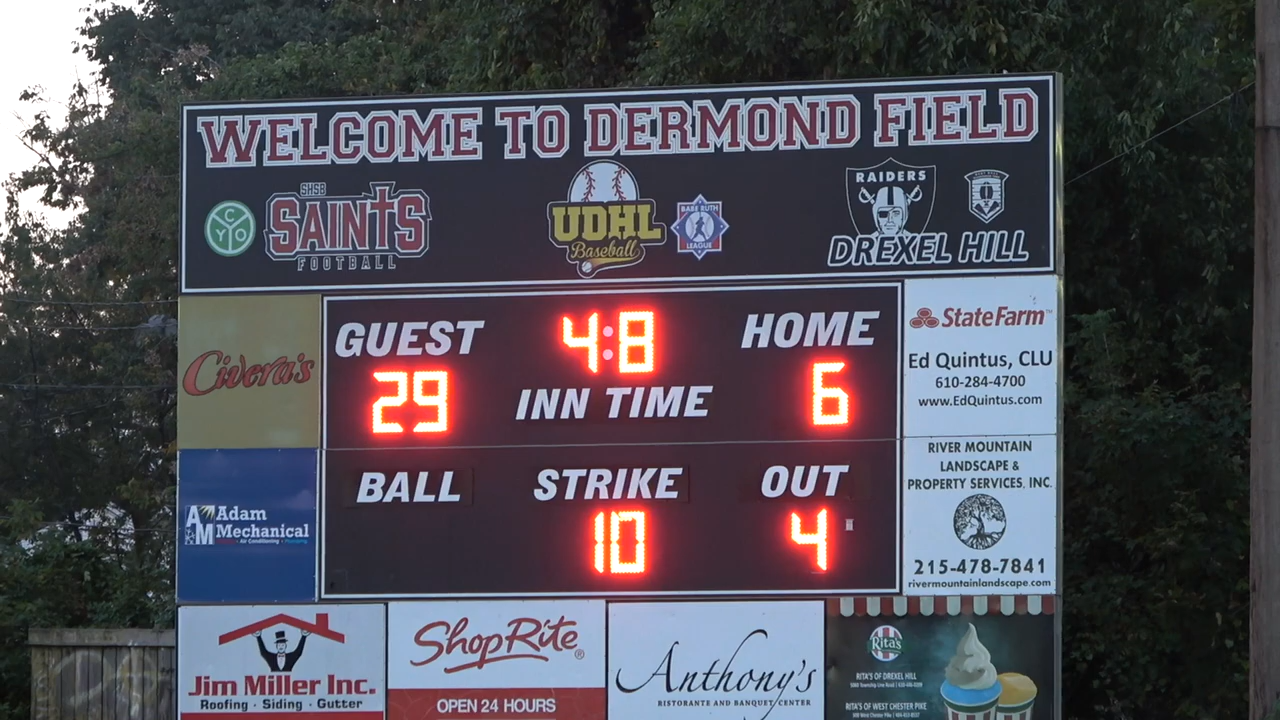 WELCOME TO DERMOND FIELD
CYO
SHSB
SAINTS
FOOTBALL
UDHL
Baseball
BABE RUTH
LEAGUE
RAIDERS
DREXEL HILL
Civera's
GUEST
4:8
HOME
29
INN TIME
6
BALL
STRIKE
OUT
10
4
StateFarm™
Ed Quintus, CLU
610-284-4700
www.EdQuintus.com
Adam
Mechanical
Air Conditioning
RIVER MOUNTAIN
LANDSCAPE &
PROPERTY SERVICES, INC.
215-478-7841
rivermountainlandscape.com
Jim Miller Inc.
Roofing - Siding - Gutter
ShopRite®
OPEN 24 HOURS
Anthony's
RISTORANTE AND BANQUET CENTER
Rita's
RITA'S OF DREXEL HILL
RITA'S OF WEST CHESTER PIKE